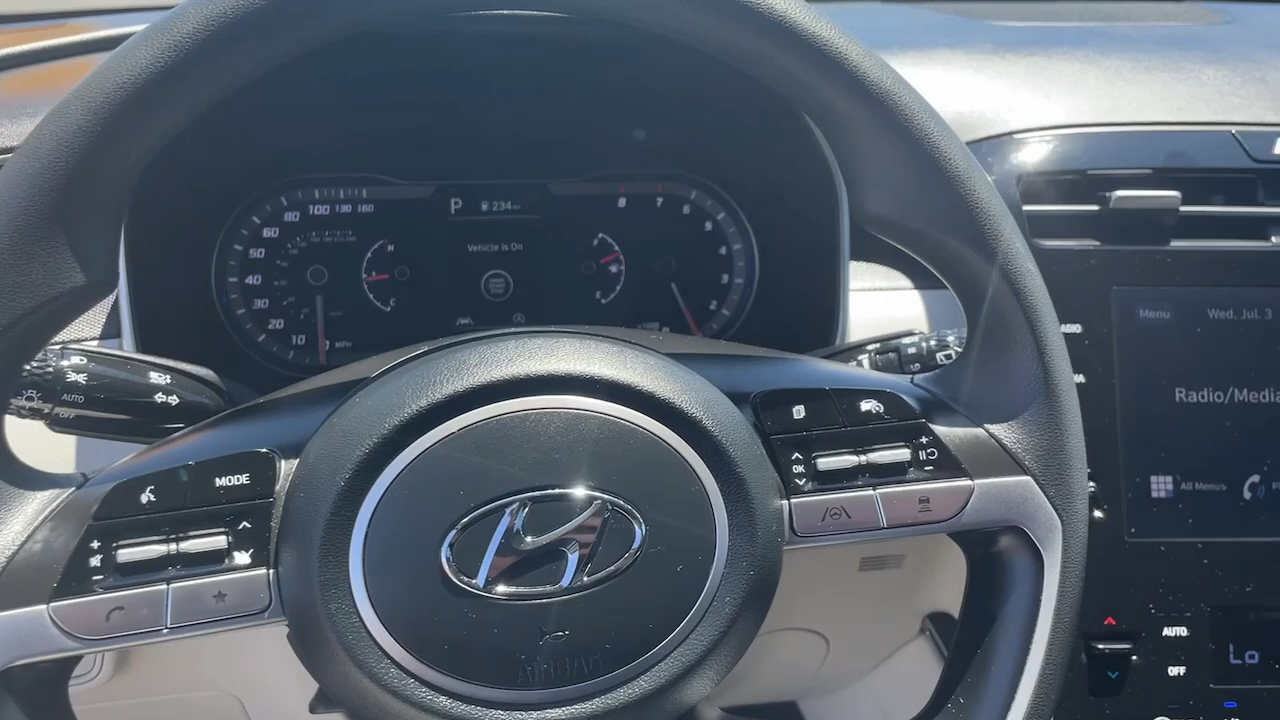 80 100 130 160
60
50
40
30
20
10
MPH
H
C
P 234 mi
Vehicle is On
8 7 6 5 4 3 2
F
E
AUTO
OFF
MODE
OK
+
-
AIRBAG
RADIO
Menu Wed. Jul. 3
Radio/Media
All Menus
AUTO
OFF
Lo